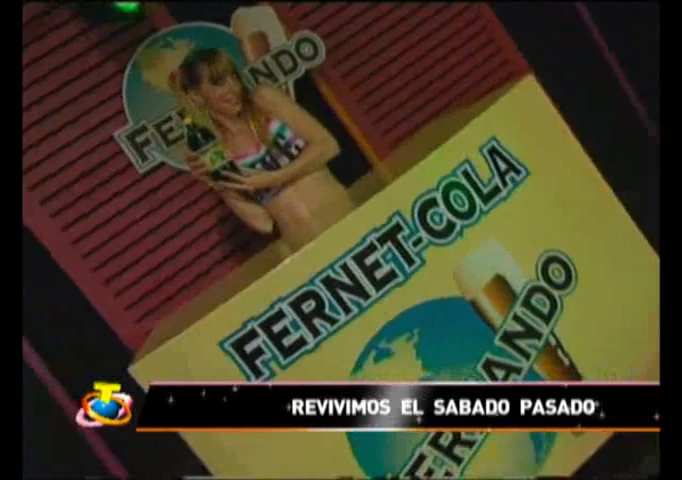 FERNANDO
FERNET-COLA
FERNANDO
T
REVIVIMOS EL SABADO PASADO